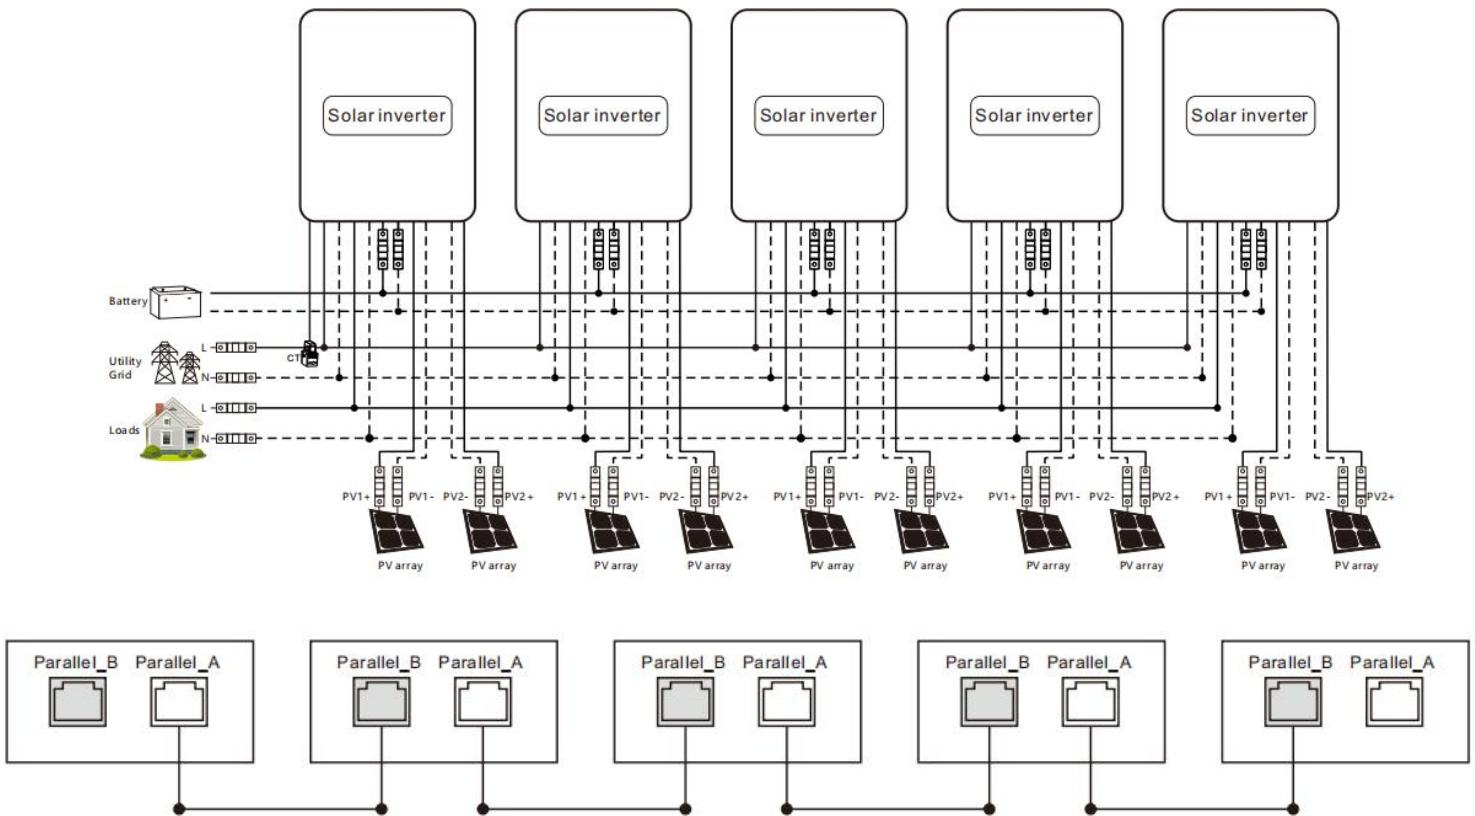 Solar inverter Solar inverter Solar inverter Solar inverter Solar inverter
Battery
+ -
L
CT
Utility
Grid
N
L
Loads
N
PV1+ PV1- PV2- PV2+ PV1+ PV1- PV2- PV2+ PV1+ PV1- PV2- PV2+ PV1+ PV1- PV2- PV2+ PV1+ PV1- PV2- PV2+
PV array PV array PV array PV array PV array PV array PV array PV array PV array PV array
Parallel_B Parallel_A Parallel_B Parallel_A Parallel_B Parallel_A Parallel_B Parallel_A Parallel_B Parallel_A